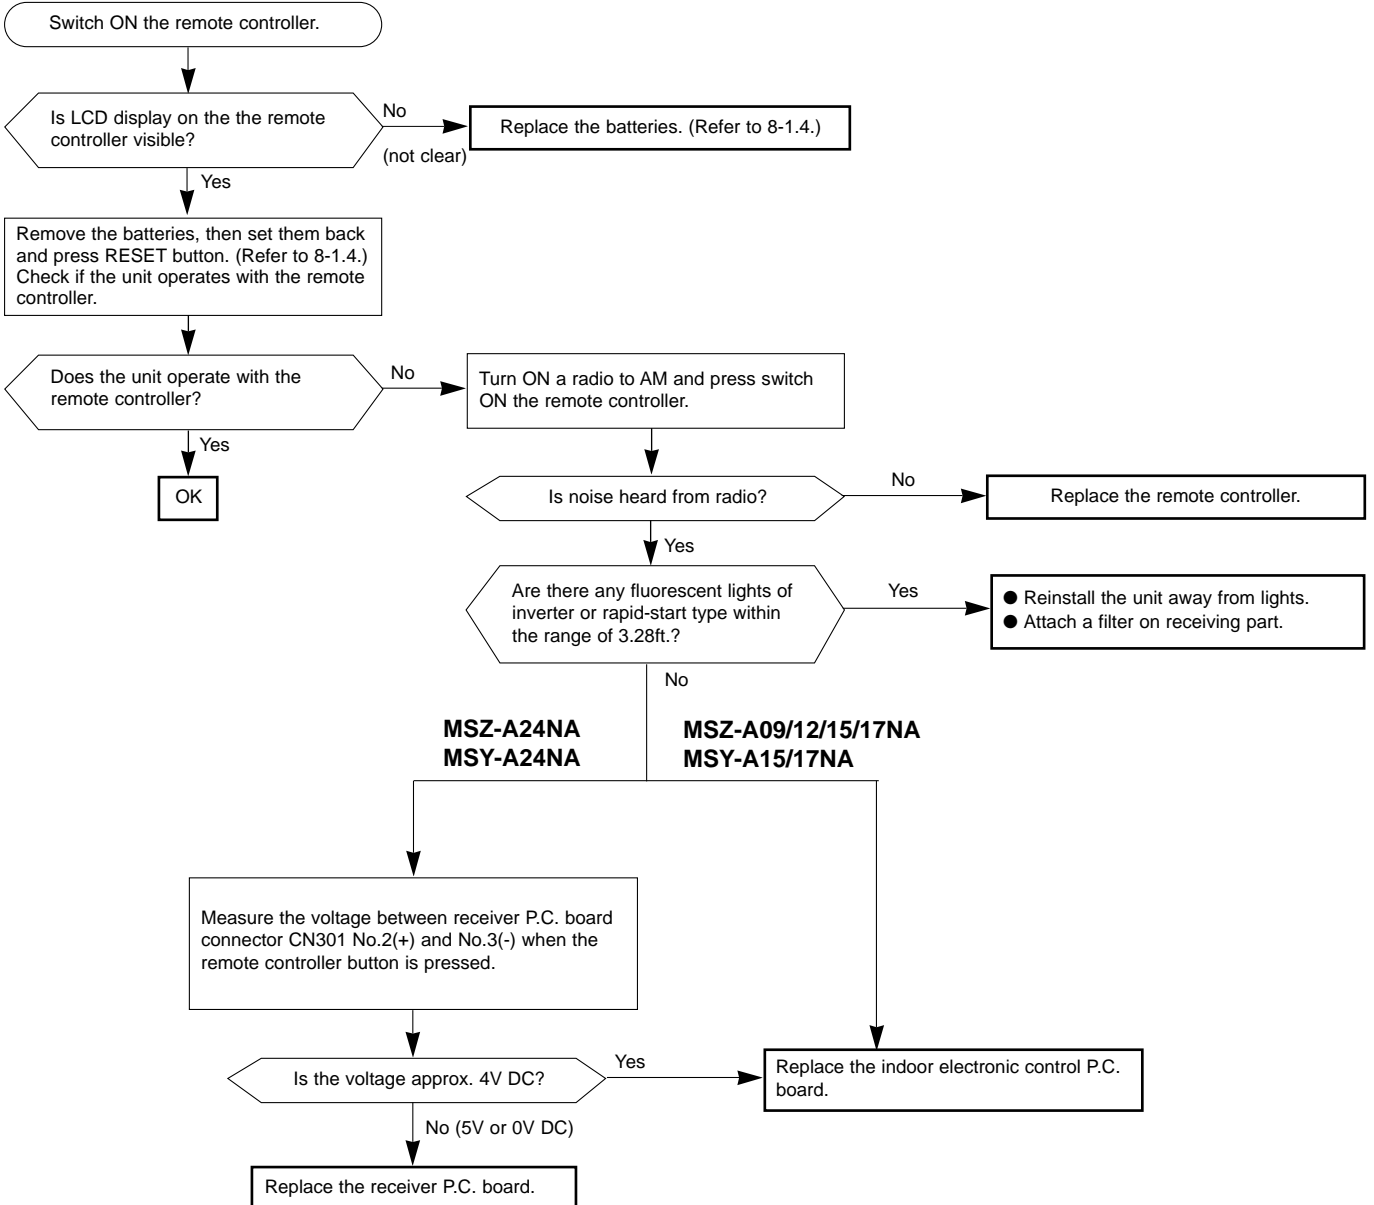 Switch ON the remote controller.
Is LCD display on the the remote
controller visible?
No
(not clear)
Replace the batteries. (Refer to 8-1.4.)
Yes
Remove the batteries, then set them back
and press RESET button. (Refer to 8-1.4.)
Check if the unit operates with the remote
controller.
Does the unit operate with the
remote controller?
No
Turn ON a radio to AM and press switch
ON the remote controller.
Yes
OK
Is noise heard from radio?
No
Replace the remote controller.
Yes
Are there any fluorescent lights of
inverter or rapid-start type within
the range of 3.28ft.?
Yes
● Reinstall the unit away from lights.
● Attach a filter on receiving part.
No
MSZ-A24NA
MSY-A24NA
MSZ-A09/12/15/17NA
MSY-A15/17NA
Measure the voltage between receiver P.C. board
connector CN301 No.2(+) and No.3(-) when the
remote controller button is pressed.
Is the voltage approx. 4V DC?
Yes
Replace the indoor electronic control P.C.
board.
No (5V or 0V DC)
Replace the receiver P.C. board.